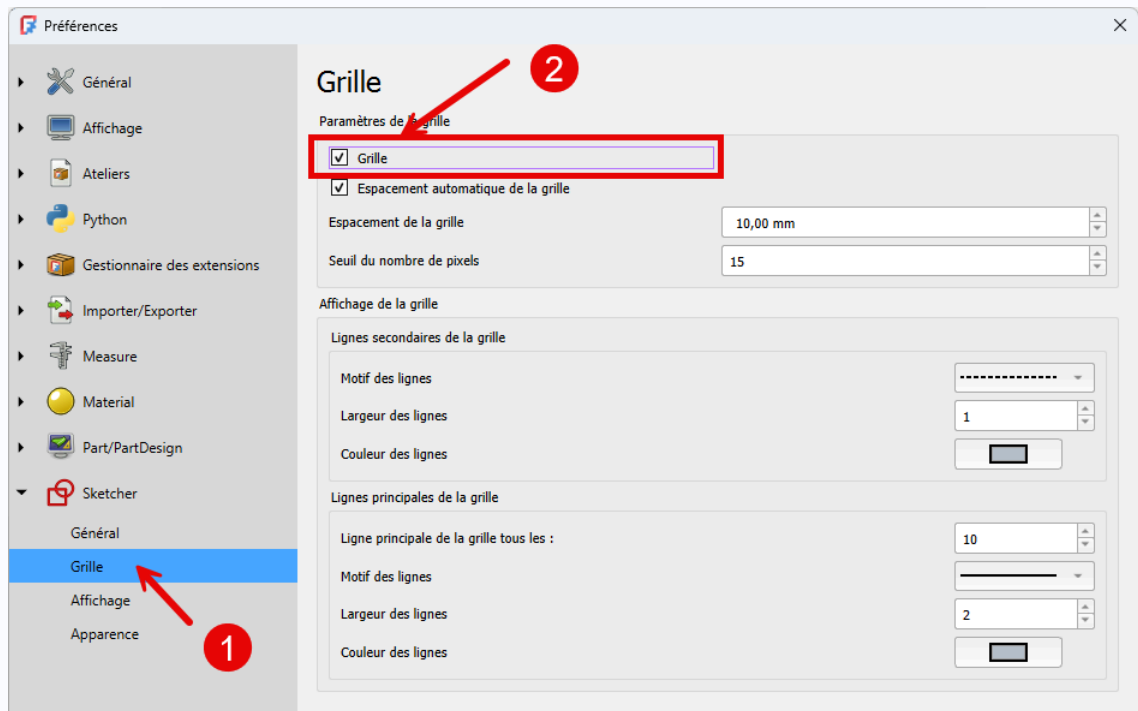 Préférences
Général
Affichage
Ateliers
Python
Gestionnaire des extensions
Importer/Exporter
Measure
Material
Part/PartDesign
Sketcher
Général
Grille
Affichage
Apparence
1
2
Grille
Paramètres de la grille
Grille
Espacement automatique de la grille
Espacement de la grille 10,00 mm
Seuil du nombre de pixels 15
Affichage de la grille
Lignes secondaires de la grille
Motif des lignes
Largeur des lignes 1
Couleur des lignes
Lignes principales de la grille
Ligne principale de la grille tous les : 10
Motif des lignes
Largeur des lignes 2
Couleur des lignes